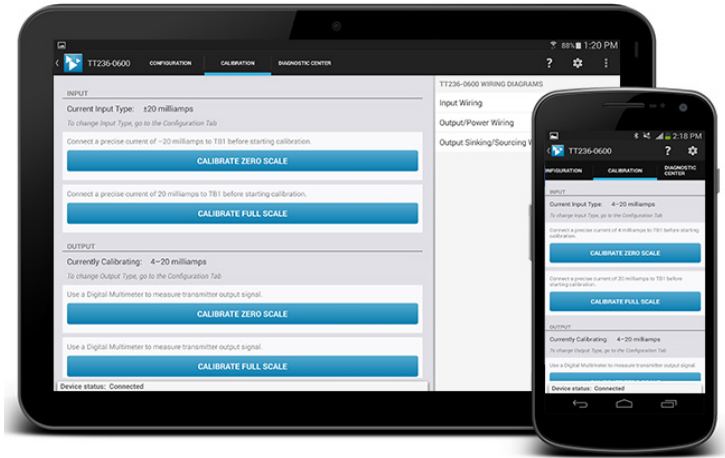 88% 1:20 PM
TT236-0600 CONFIGURATION CALIBRATION DIAGNOSTIC CENTER ?
INPUT
Current Input Type: ±20 milliamps
To change Input Type, go to the Configuration Tab
Connect a precise current of -20 milliamps to TB1 before starting calibration.
CALIBRATE ZERO SCALE
Connect a precise current of 20 milliamps to TB1 before starting calibration.
CALIBRATE FULL SCALE
OUTPUT
Currently Calibrating: 4-20 milliamps
To change Output Type, go to the Configuration Tab
Use a Digital Multimeter to measure transmitter output signal.
CALIBRATE ZERO SCALE
Use a Digital Multimeter to measure transmitter output signal.
CALIBRATE FULL SCALE
Device status: Connected
TT236-0600 WIRING DIAGRAMS
Input Wiring
Output/Power Wiring
Output Sinking/Sourcing W
2:18 PM
TT236-0600 ?
NFIGURATION CALIBRATION DIAGNOSTIC
CENTER
INPUT
Current Input Type: 4-20 milliamps
To change Input Type, go to the Configuration Tab
Connect a precise current of 4 milliamps to TB1 before starting
calibration.
CALIBRATE ZERO SCALE
Connect a precise current of 20 milliamps to TB1 before
starting calibration.
CALIBRATE FULL SCALE
OUTPUT
Currently Calibrating: 4-20 milliamps
To change Output Type, go to the Configuration Tab
Use a Digital Multimeter to measure transmitter output signal.
Device status: Connected